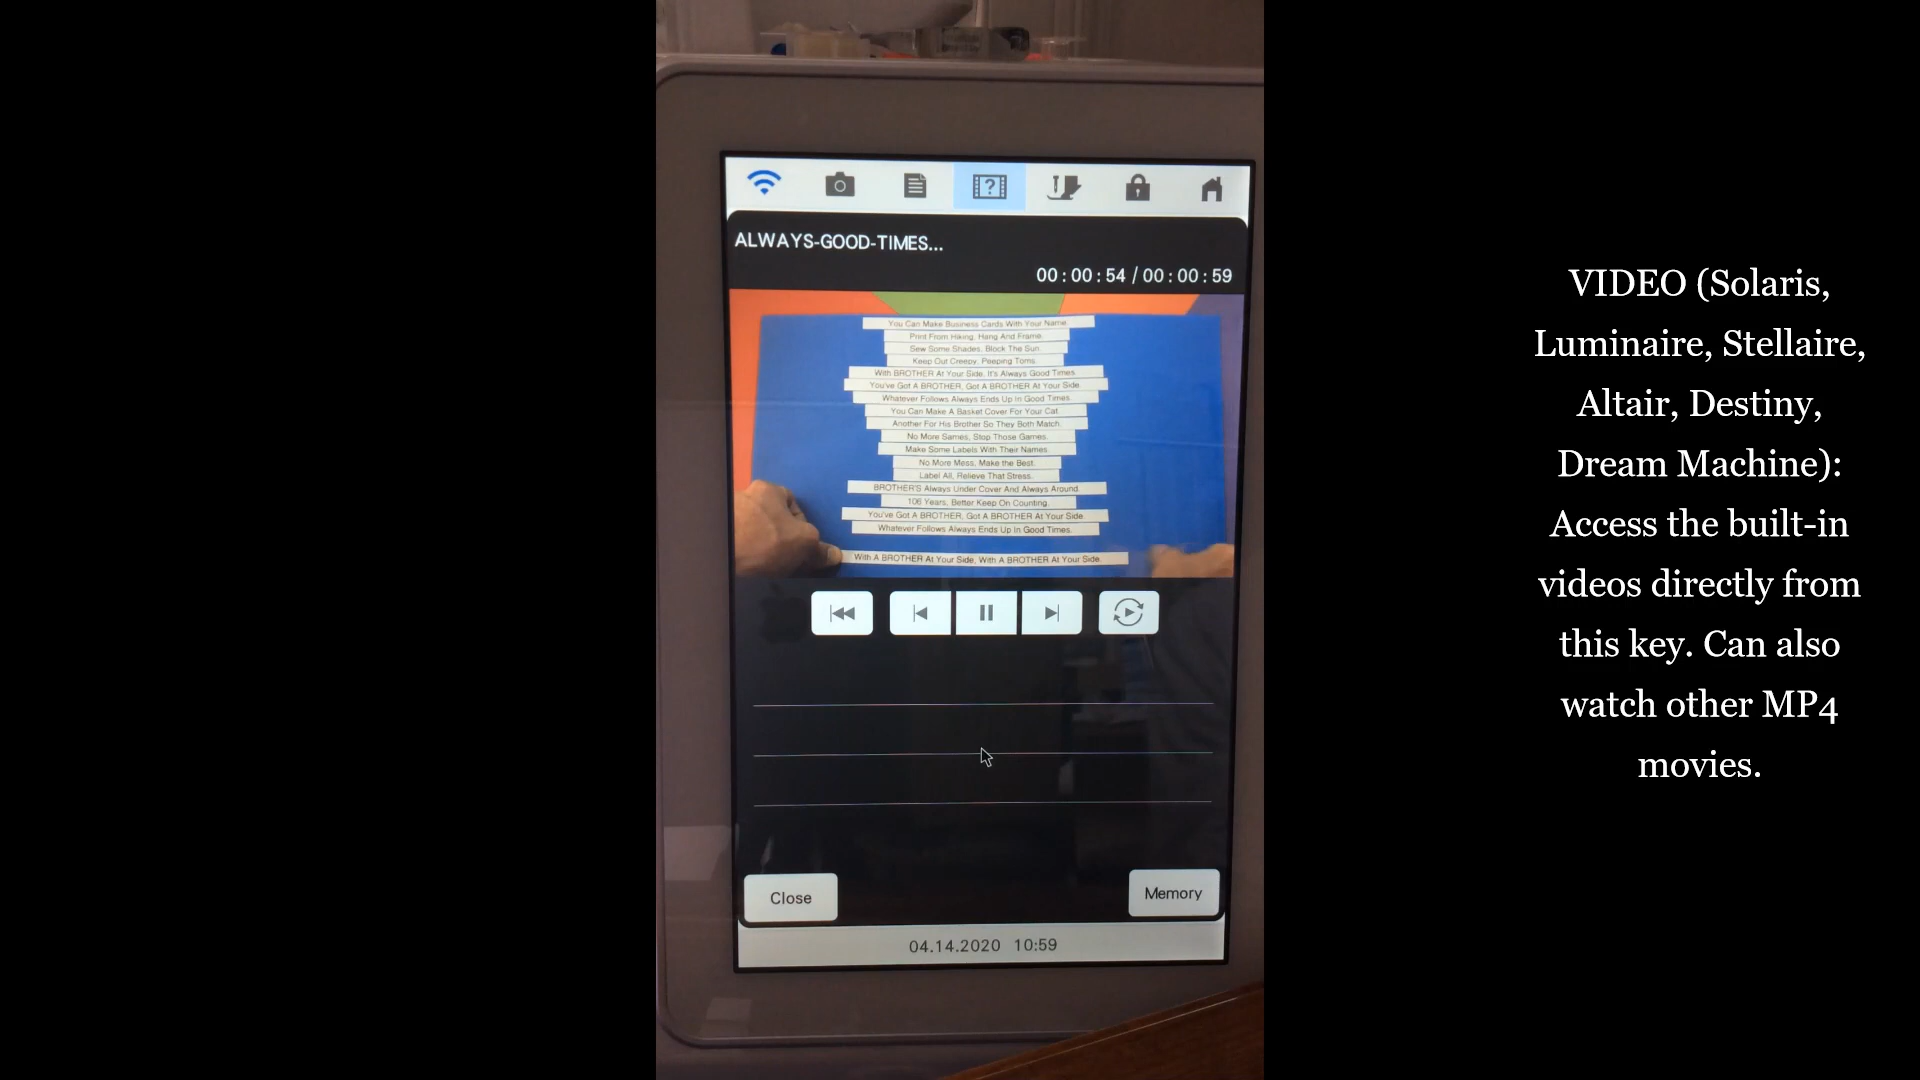 ALWAYS-GOOD-TIMES...
00:00:54 / 00:00:59
You Can Make Business Cards With Your Name.
Print From Hiking, Hang And Frame.
Sew Some Shades, Block The Sun.
Keep Out Creepy, Peeping Toms.
With BROTHER At Your Side, It's Always Good Times.
You've Got A BROTHER, Got A BROTHER At Your Side.
Whatever Follows Always Ends Up In Good Times.
You Can Make A Basket Cover For Your Cat.
Another For His Brother So They Both Match.
No More Sames, Stop Those Games.
Make Some Labels With Their Names
No More Mess, Make the Best.
Label All, Relieve That Stress.
BROTHER'S Always Under Cover And Always Around.
106 Years, Better Keep On Counting.
You've Got A BROTHER, Got A BROTHER At Your Side.
Whatever Follows Always Ends Up In Good Times.
With A BROTHER At Your Side, With A BROTHER At Your Side.
Close
Memory
04.14.2020 10:59
VIDEO (Solaris,
Luminaire, Stellaire,
Altair, Destiny,
Dream Machine):
Access the built-in
videos directly from
this key. Can also
watch other MP4
movies.